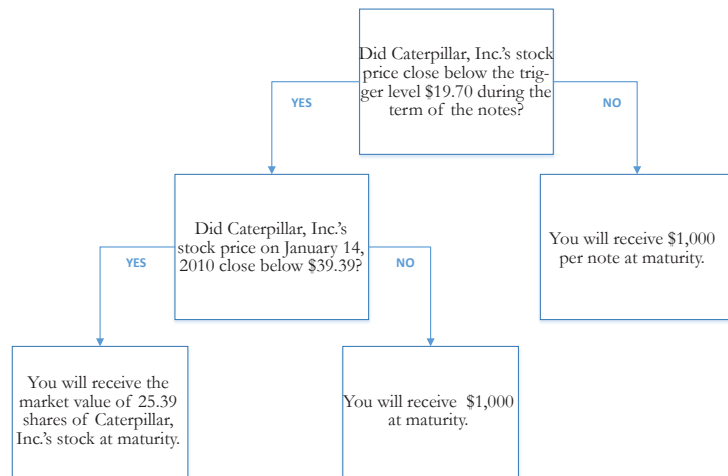 Did Caterpillar, Inc.'s stock
price close below the trig-
ger level $19.70 during the
term of the notes?
YES
NO
Did Caterpillar, Inc.'s
stock price on January 14,
2010 close below $39.39?
You will receive $1,000
per note at maturity.
YES
NO
You will receive the
market value of 25.39
shares of Caterpillar,
Inc.'s stock at maturity.
You will receive $1,000
at maturity.